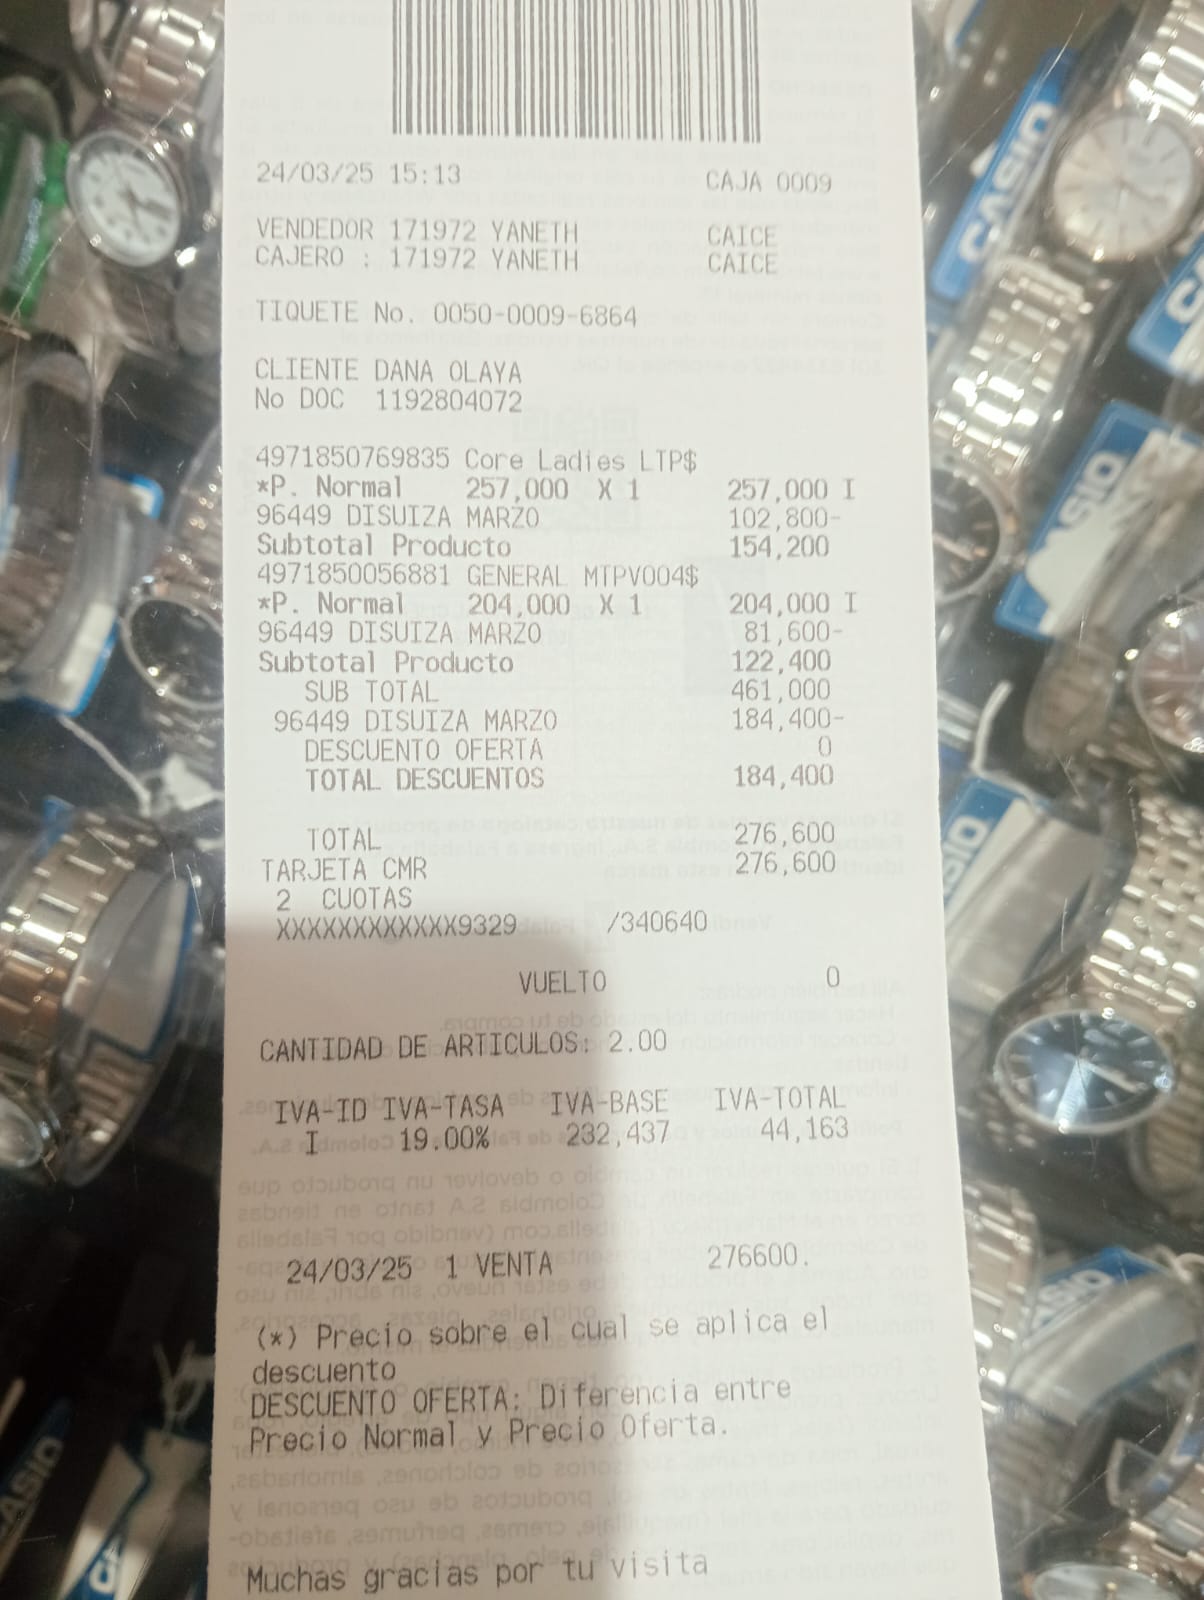 24/03/25 15:13 CAJA 0009
VENDEDOR 171972 YANETH CAICE
CAJERO : 171972 YANETH CAICE
TIQUETE No. 0050-0009-6864
CLIENTE DANA OLAYA
No DOC 1192804072
4971850769835 Core Ladies LTP$
*P. Normal 257,000 X 1 257,000 I
96449 DISUIZA MARZO 102,800-
Subtotal Producto 154,200
4971850056881 GENERAL MTPV004$
*P. Normal 204,000 X 1 204,000 I
96449 DISUIZA MARZO 81,600-
Subtotal Producto 122,400
SUB TOTAL 461,000
96449 DISUIZA MARZO 184,400-
DESCUENTO OFERTA 0
TOTAL DESCUENTOS 184,400
TOTAL 276,600
TARJETA CMR 276,600
2 CUOTAS
XXXXXXXXXXXX9329 /340640
VUELTO 0
CANTIDAD DE ARTICULOS: 2.00
IVA-ID IVA-TASA IVA-BASE IVA-TOTAL
I 19.00% 232,437 44,163
24/03/25 1 VENTA 276600.
(*) Precio sobre el cual se aplica el
descuento
DESCUENTO OFERTA: Diferencia entre
Precio Normal y Precio Oferta.
Muchas gracias por tu visita
CASIO
CASIO
CASIO